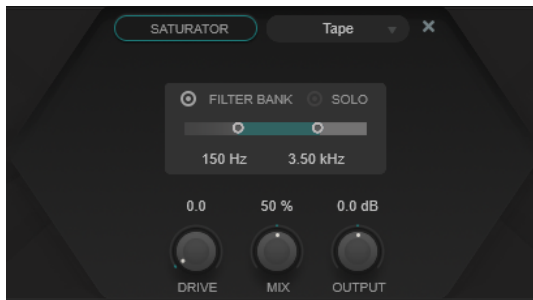 SATURATOR Tape
FILTER BANK SOLO
150 Hz 3.50 kHz
0.0 50 % 0.0 dB
DRIVE MIX OUTPUT